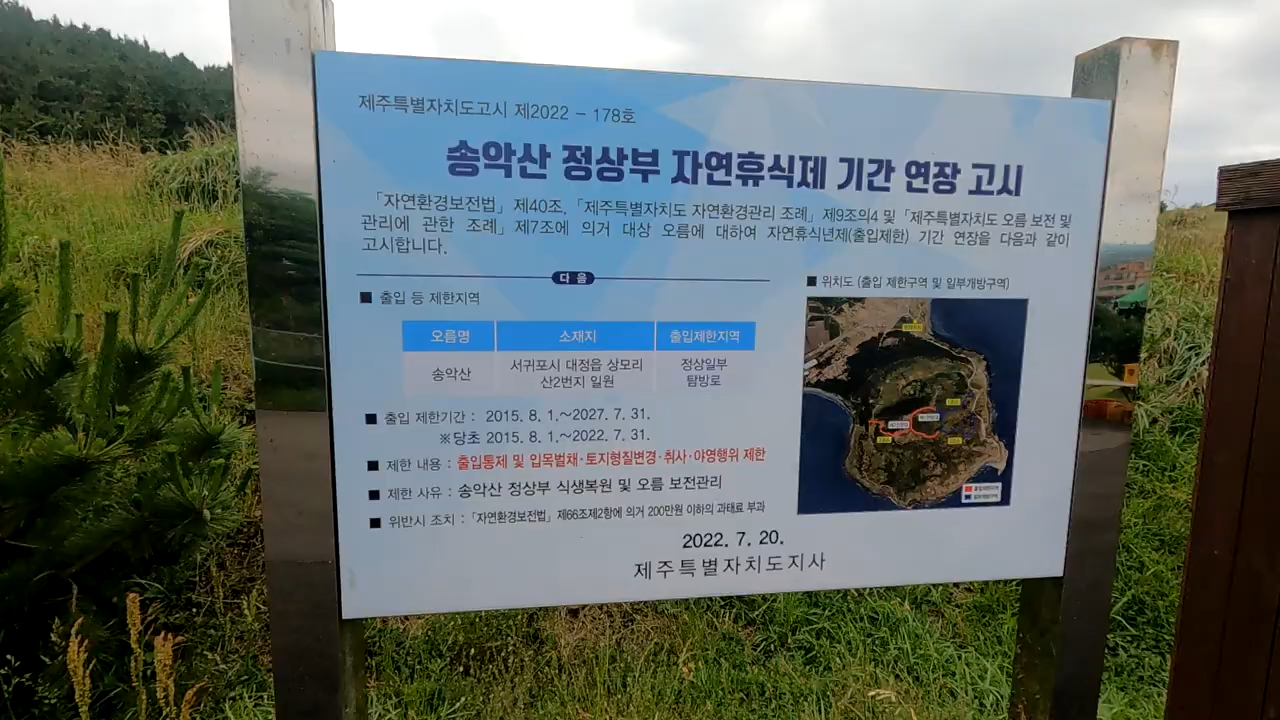 제주특별자치도고시 제2022 - 178호
송악산 정상부 자연휴식제 기간 연장 고시
「자연환경보전법」 제40조, 「제주특별자치도 자연환경관리 조례」 제9조의4 및 「제주특별자치도 오름 보전 및
관리에 관한 조례」 제7조에 의거 대상 오름에 대하여 자연휴식년제(출입제한) 기간 연장을 다음과 같이
고시합니다.
다 음
■ 출입 등 제한지역
오름명 소재지 출입제한지역
송악산 서귀포시 대정읍 상모리 정상일부
산2번지 일원 탐방로
■ 출입 제한기간 : 2015. 8. 1.~2027. 7. 31.
※당초 2015. 8. 1.~2022. 7. 31.
■ 제한 내용 : 출입통제 및 입목벌채·토지형질변경·취사·야영행위 제한
■ 제한 사유 : 송악산 정상부 식생복원 및 오름 보전관리
■ 위반시 조치 : 「자연환경보전법」 제66조제2항에 의거 200만원 이하의 과태료 부과
■ 위치도 (출입 제한구역 및 일부개방구역)
출입제한구역
일부개방구역
2022. 7. 20.
제주특별자치도지사